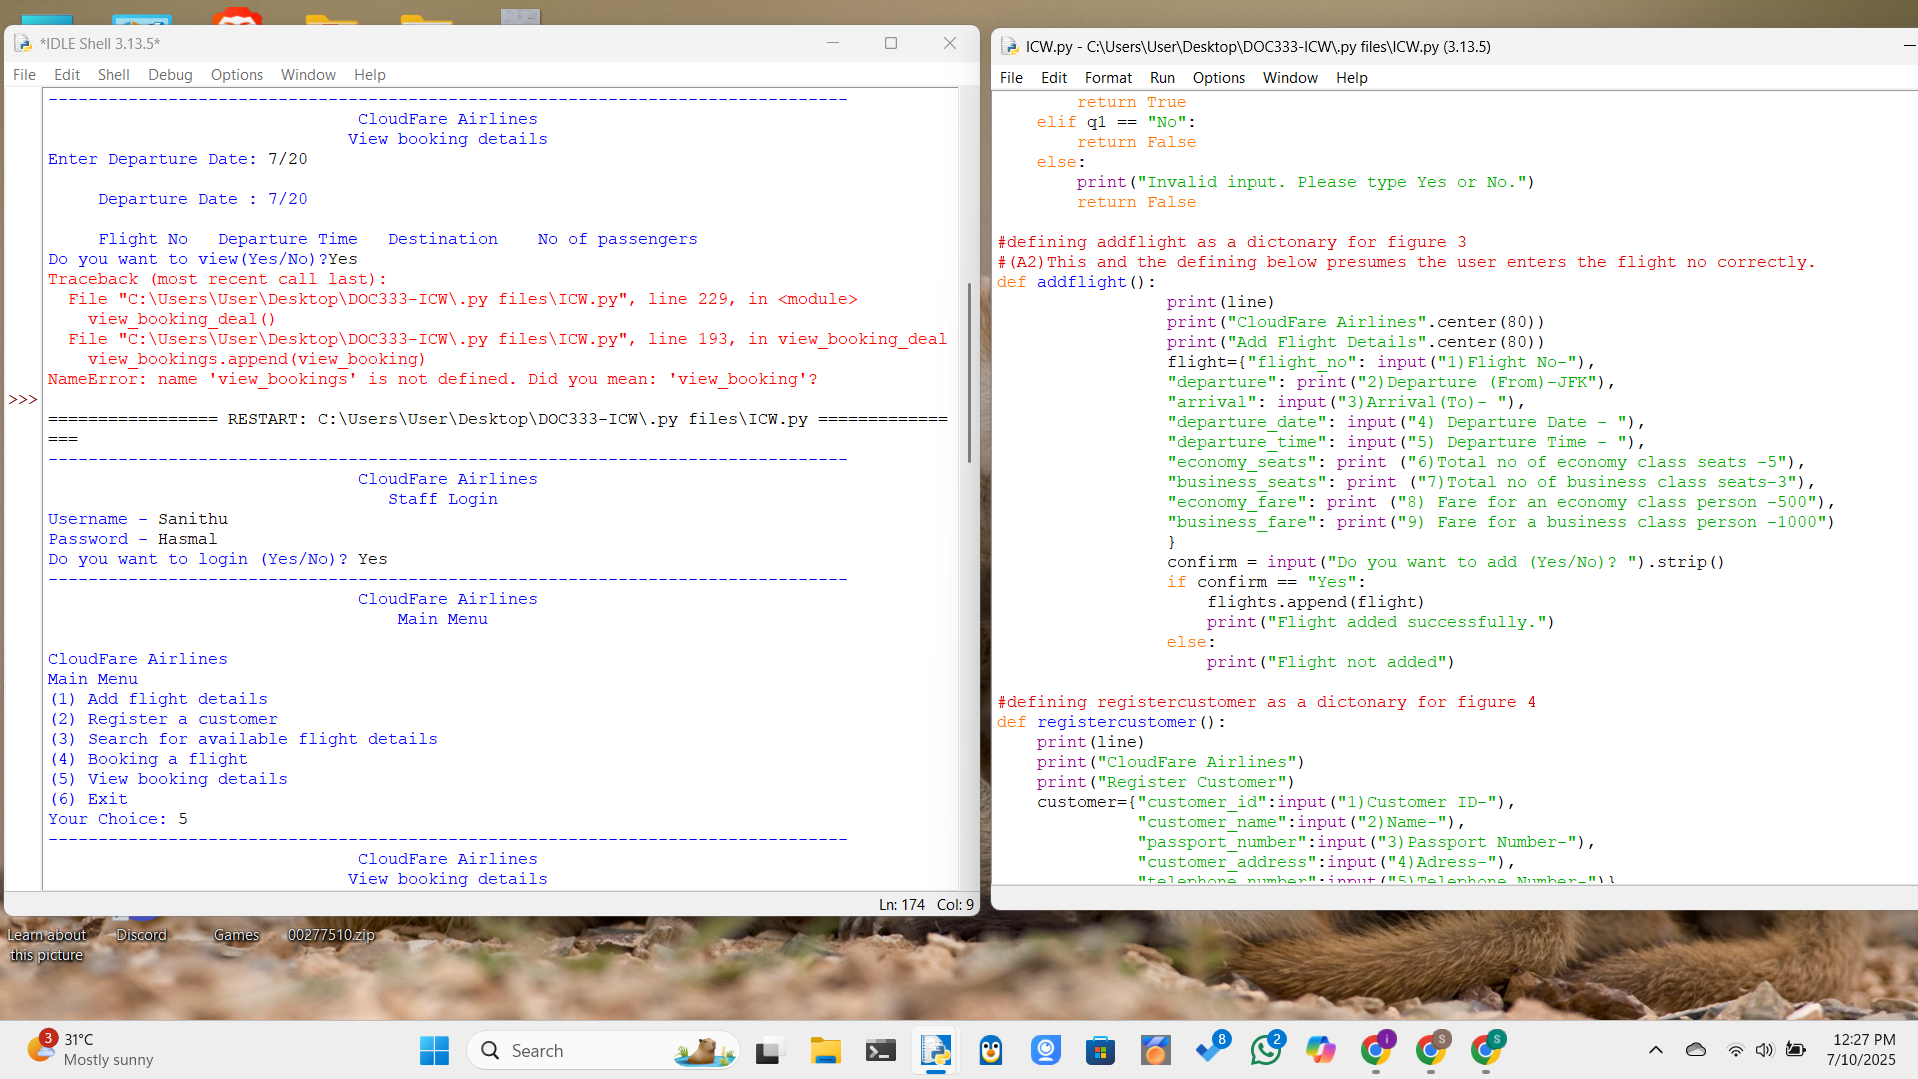 *IDLE Shell 3.13.5*
File Edit Shell Debug Options Window Help
--------------------------------------------------------------------------------
CloudFare Airlines
View booking details
Enter Departure Date: 7/20
Departure Date : 7/20
Flight No Departure Time Destination No of passengers
Do you want to view(Yes/No)?Yes
Traceback (most recent call last):
File "C:\Users\User\Desktop\DOC333-ICW\.py files\ICW.py", line 229, in <module>
view_booking_deal()
File "C:\Users\User\Desktop\DOC333-ICW\.py files\ICW.py", line 193, in view_booking_deal
view_bookings.append(view_booking)
NameError: name 'view_bookings' is not defined. Did you mean: 'view_booking'?
>>>
================= RESTART: C:\Users\User\Desktop\DOC333-ICW\.py files\ICW.py =============
===
--------------------------------------------------------------------------------
CloudFare Airlines
Staff Login
Username - Sanithu
Password - Hasmal
Do you want to login (Yes/No)? Yes
--------------------------------------------------------------------------------
CloudFare Airlines
Main Menu
CloudFare Airlines
Main Menu
(1) Add flight details
(2) Register a customer
(3) Search for available flight details
(4) Booking a flight
(5) View booking details
(6) Exit
Your Choice: 5
--------------------------------------------------------------------------------
CloudFare Airlines
View booking details
Ln: 174 Col: 9
ICW.py - C:\Users\User\Desktop\DOC333-ICW\.py files\ICW.py (3.13.5)
File Edit Format Run Options Window Help
return True
elif q1 == "No":
return False
else:
print("Invalid input. Please type Yes or No.")
return False
#defining addflight as a dictonary for figure 3
#(A2)This and the defining below presumes the user enters the flight no correctly.
def addflight():
print(line)
print("CloudFare Airlines".center(80))
print("Add Flight Details".center(80))
flight={"flight_no": input("1)Flight No-"),
"departure": print("2)Departure (From)-JFK"),
"arrival": input("3)Arrival(To)- "),
"departure_date": input("4) Departure Date - "),
"departure_time": input("5) Departure Time - "),
"economy_seats": print ("6)Total no of economy class seats -5"),
"business_seats": print ("7)Total no of business class seats-3"),
"economy_fare": print ("8) Fare for an economy class person -500"),
"business_fare": print("9) Fare for a business class person -1000")
}
confirm = input("Do you want to add (Yes/No)? ").strip()
if confirm == "Yes":
flights.append(flight)
print("Flight added successfully.")
else:
print("Flight not added")
#defining registercustomer as a dictonary for figure 4
def registercustomer():
print(line)
print("CloudFare Airlines")
print("Register Customer")
customer={"customer_id":input("1)Customer ID-"),
"customer_name":input("2)Name-"),
"passport_number":input("3)Passport Number-"),
"customer_address":input("4)Adress-"),
"telephone_number":input("5)Telephone Number-")}
Learn about this picture
Discord
Games
00277510.zip
3
31°C
Mostly sunny
Search
8
2
i
S
S
12:27 PM
7/10/2025